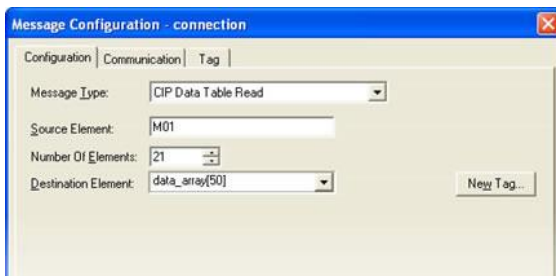 Message Configuration - connection
Configuration Communication Tag
Message Type: CIP Data Table Read
Source Element: M01
Number Of Elements: 21
Destination Element: data_array[50] New Tag...